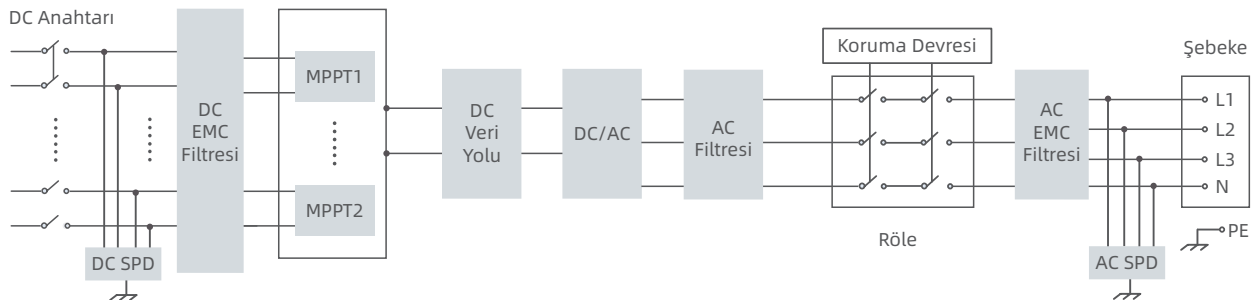 DC Anahtarı
DC
EMC
Filtresi
DC SPD
MPPT1
MPPT2
DC
Veri
Yolu
DC/AC
AC
Filtresi
Koruma Devresi
Röle
AC
EMC
Filtresi
AC SPD
Şebeke
L1
L2
L3
N
PE